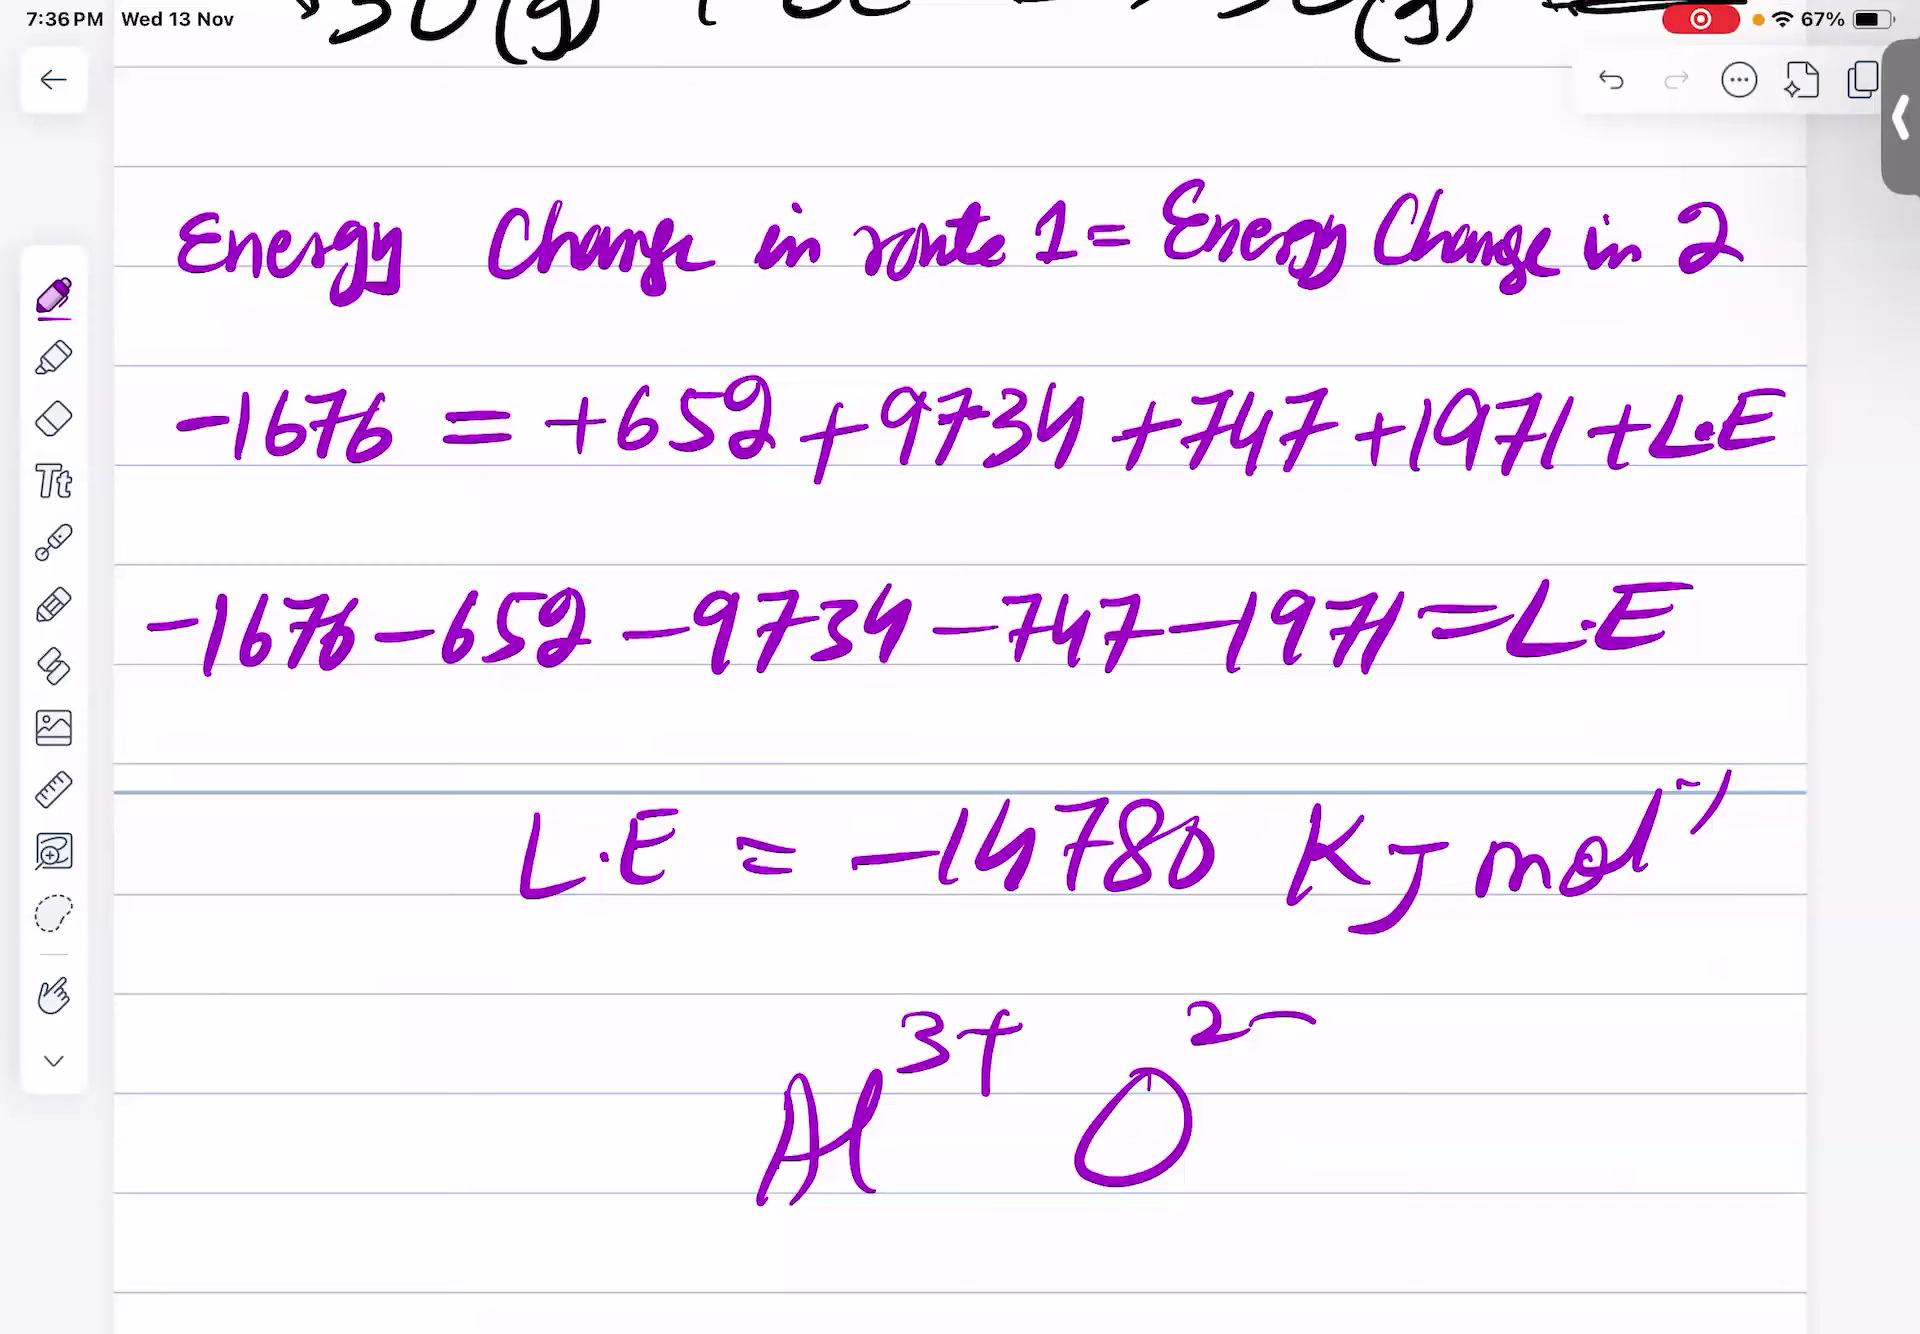 7:36 PM Wed 13 Nov 67%
Energy Change in route 1 = Energy Change in 2
-1676 = +652 + 9734 + 747 + 1971 + L.E
-1676 - 652 - 9734 - 747 - 1971 = L.E
L.E = -14780 KJ mol⁻¹
Al³⁺ O²⁻
Tt